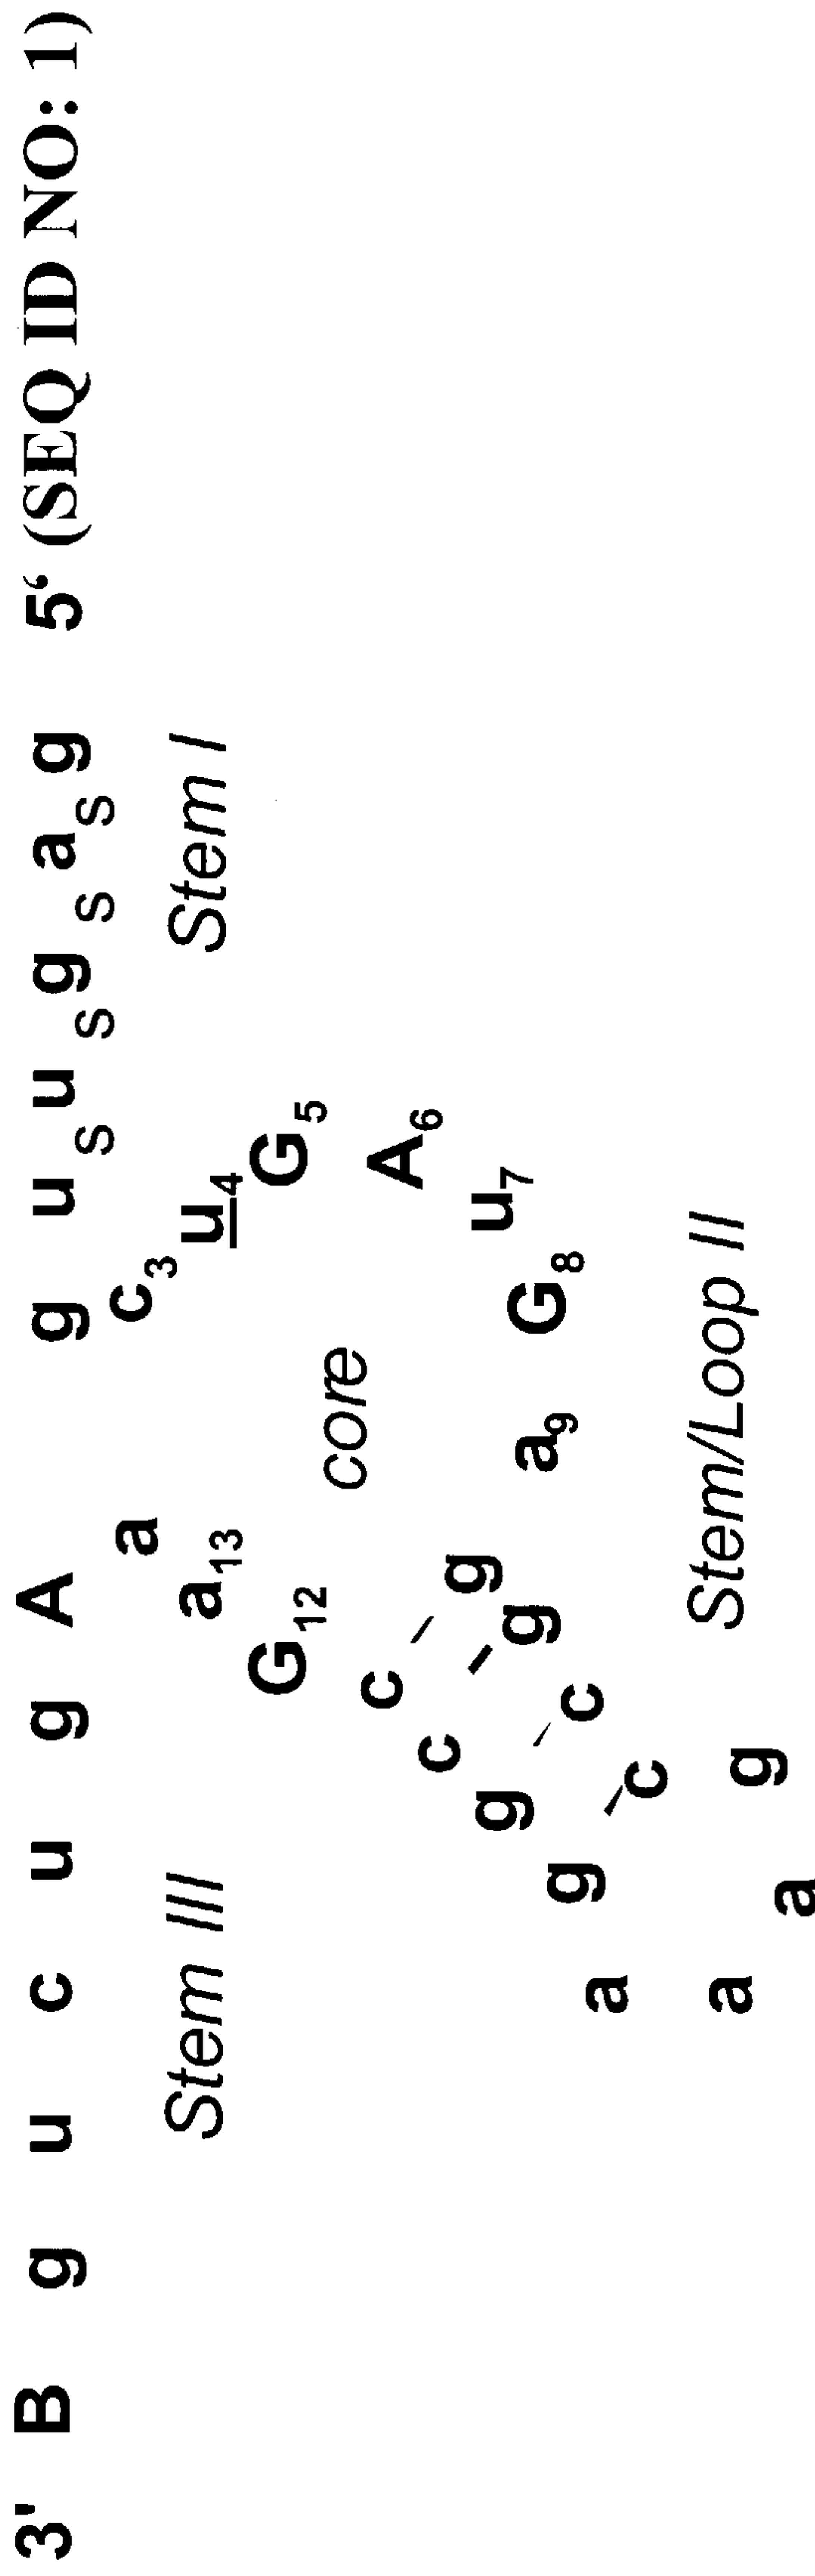 3' B g u c u g A g u s u s g s a s g 5‘ (SEQ ID NO: 1)
a c3
Stem III a13 u4 Stem I
G12 G5
core
c A6
c g u7
g g G8
g c a9
a c
a g Stem/Loop II
a